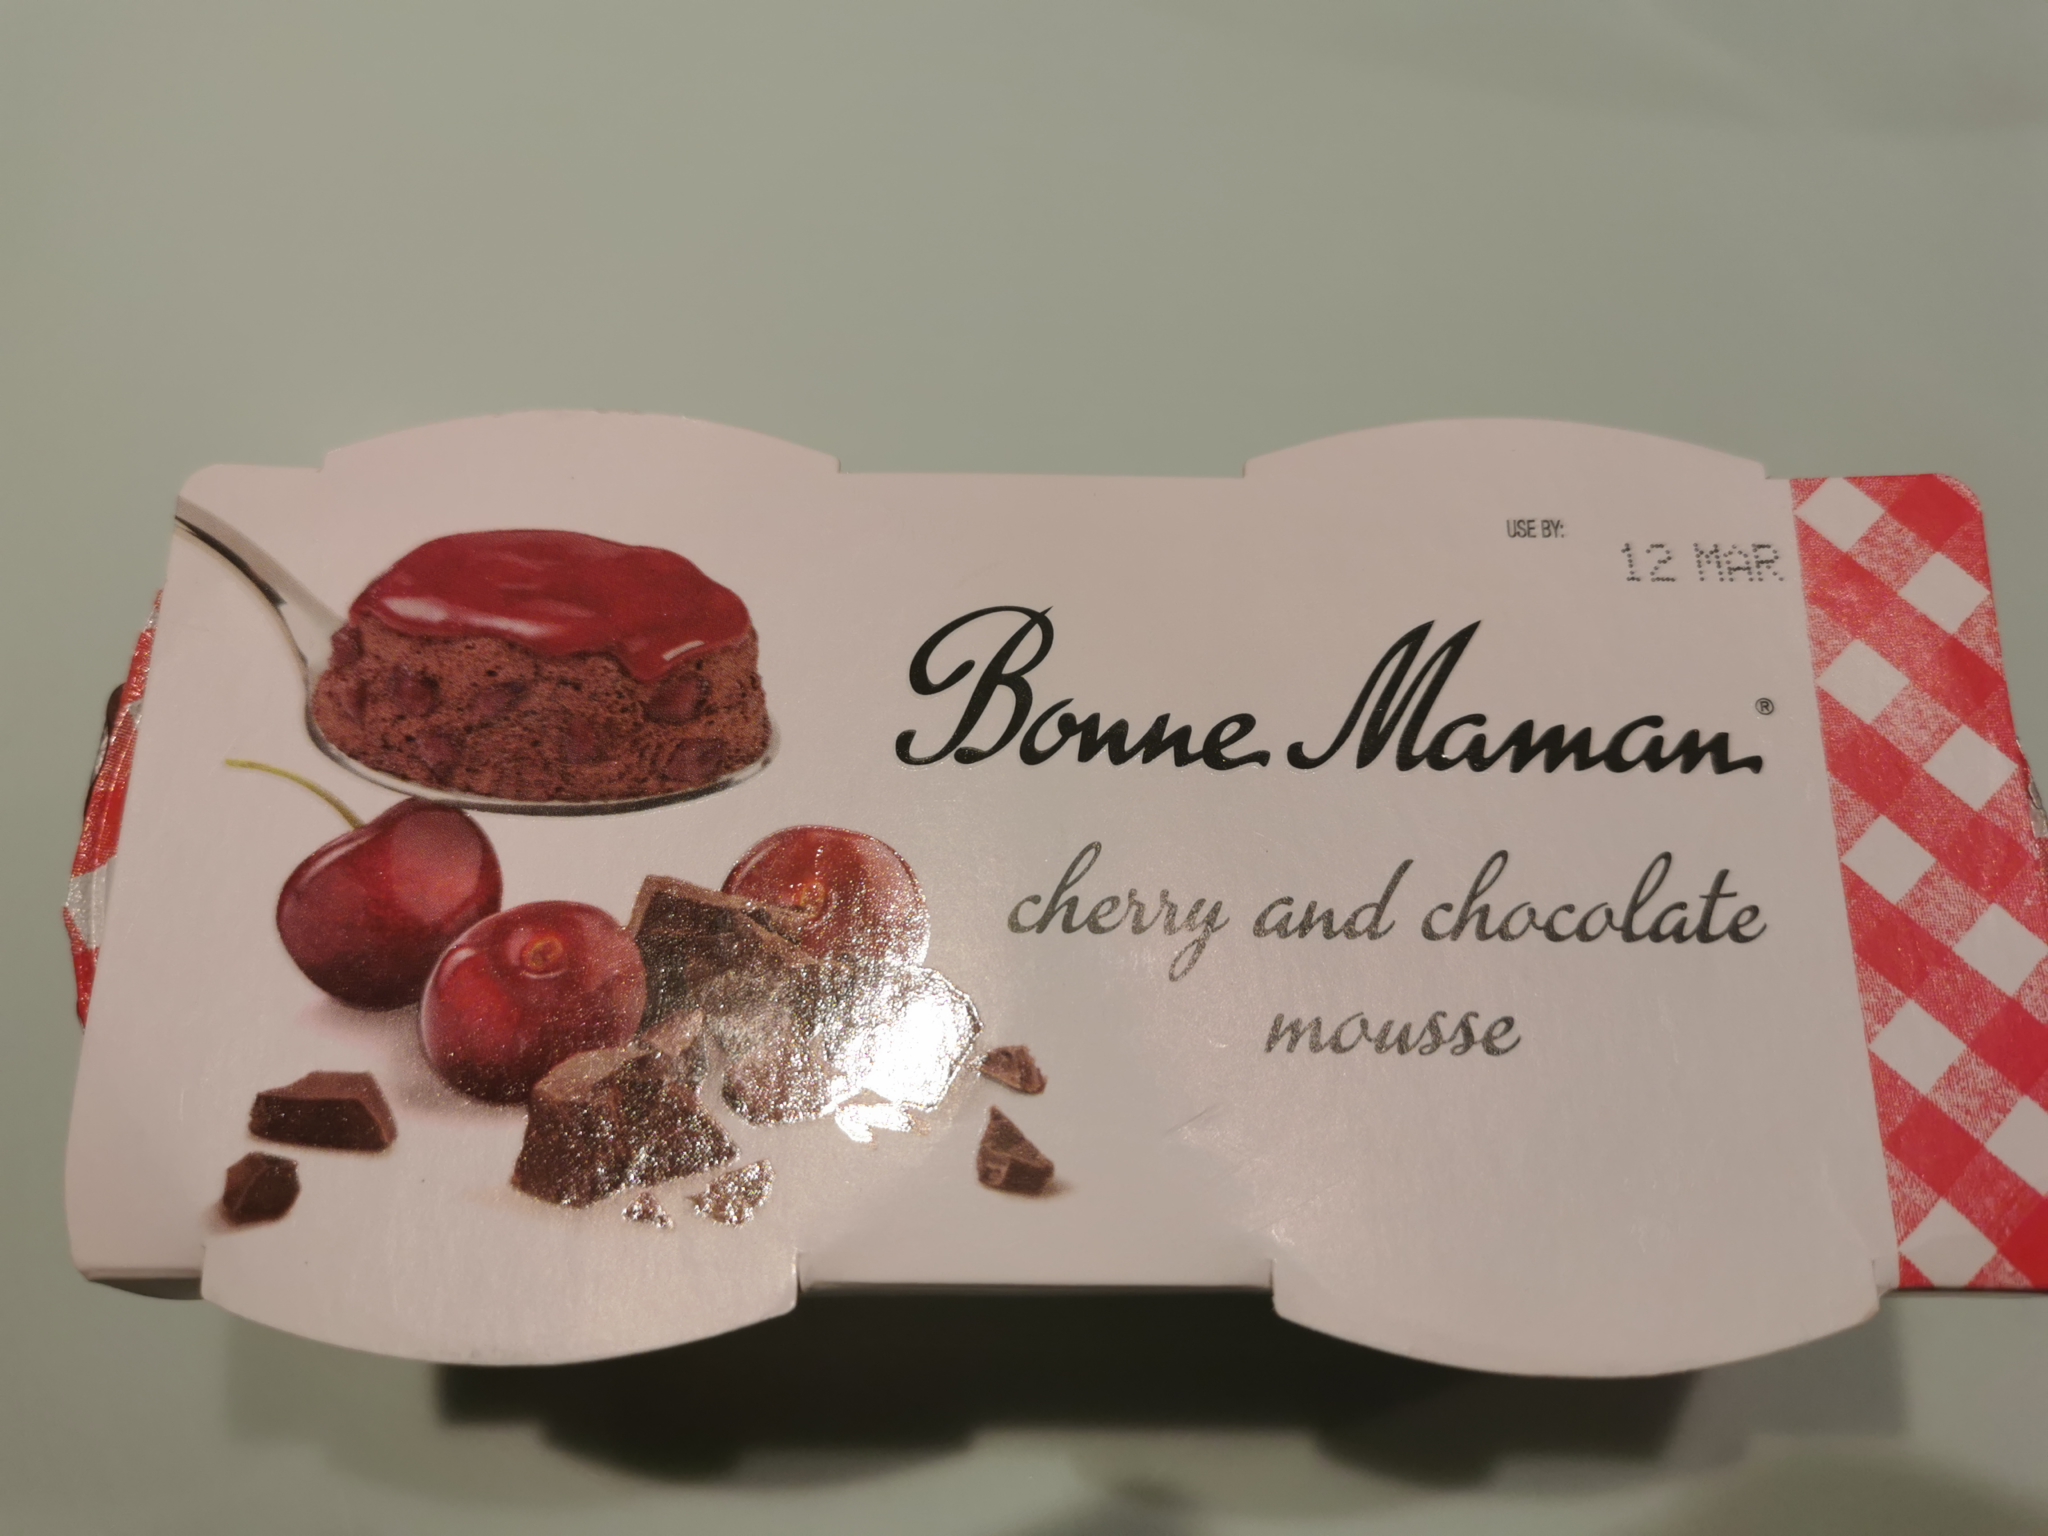 USE BY:
12 MAR
Bonne Maman®
cherry and chocolate
mousse